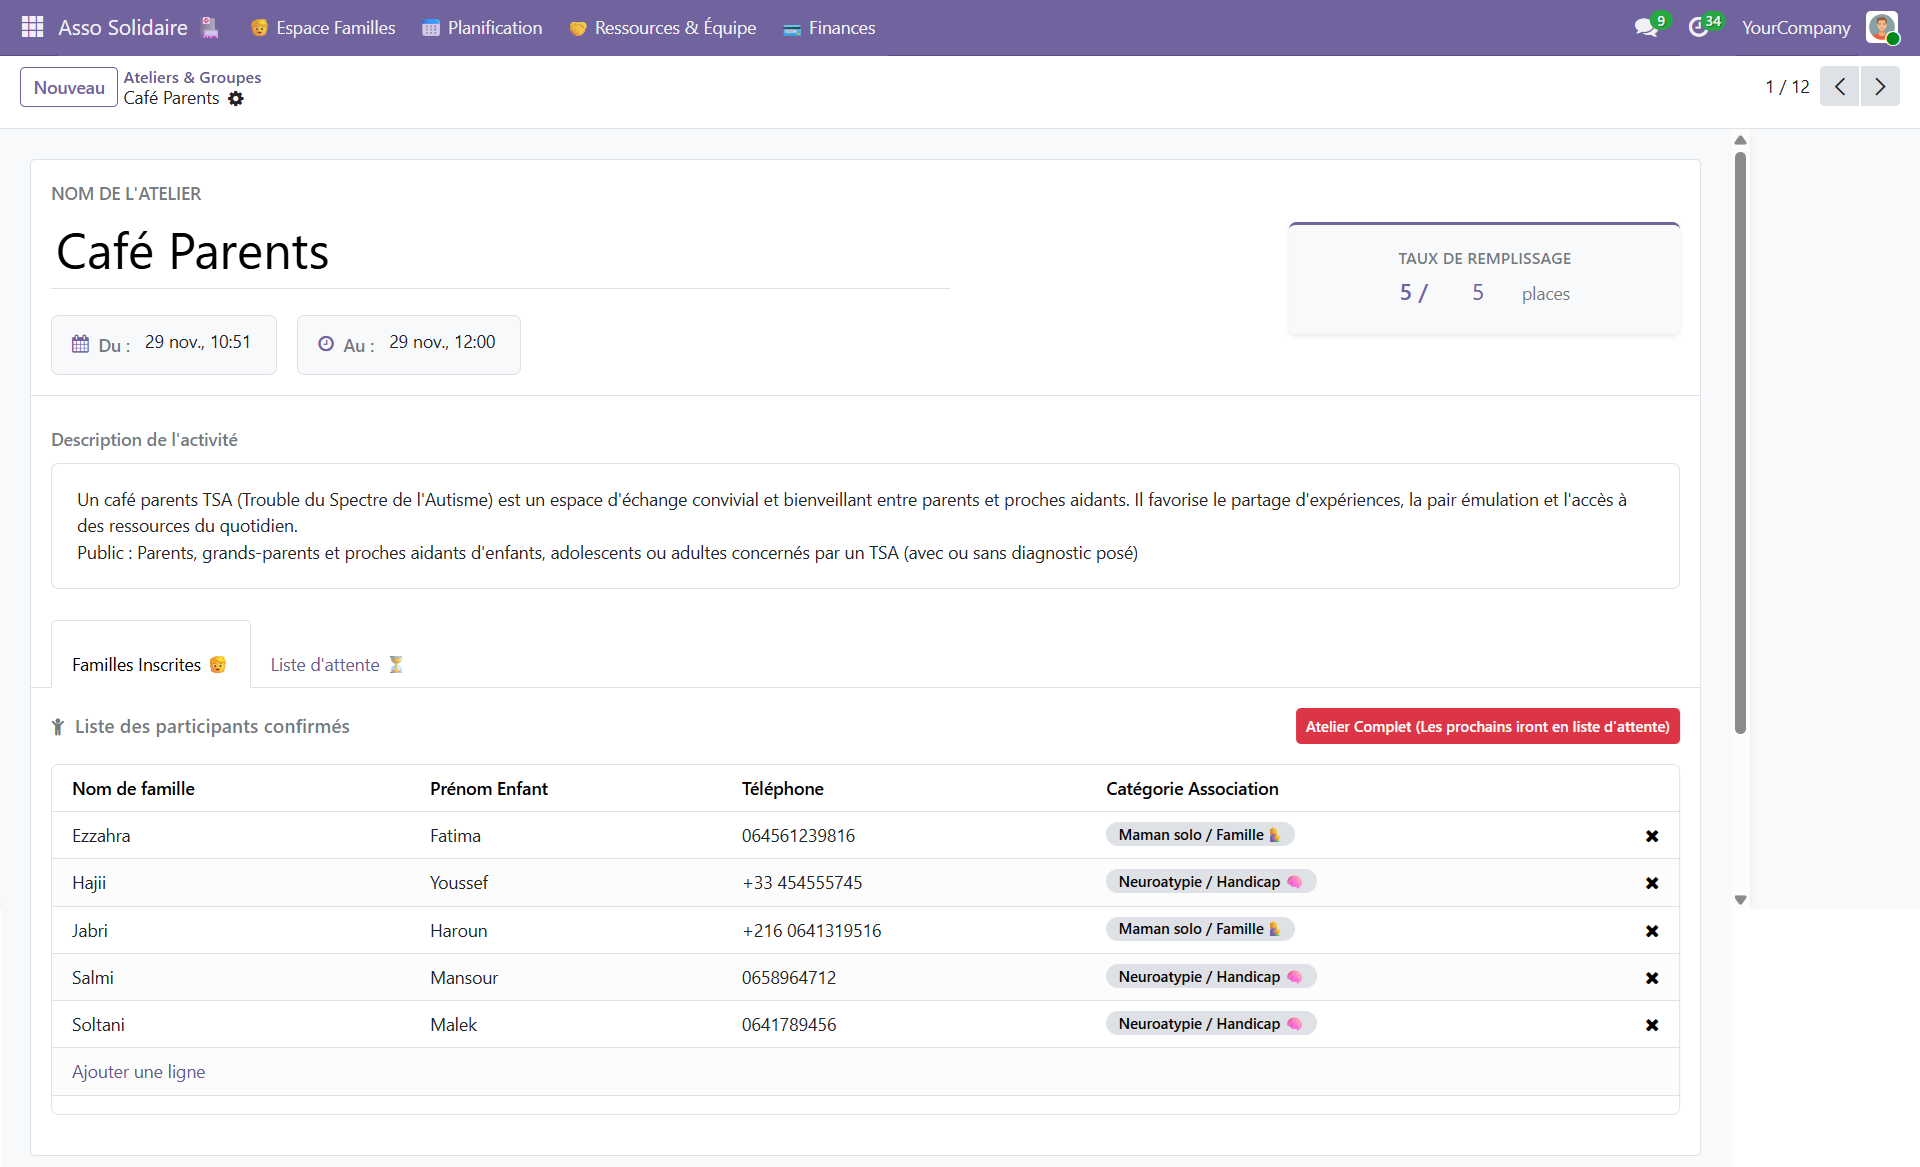 Asso Solidaire
Espace Familles
Planification
Ressources & Équipe
Finances
9
34
YourCompany
Nouveau
Ateliers & Groupes
Café Parents
1 / 12
NOM DE L'ATELIER
Café Parents
TAUX DE REMPLISSAGE
5 / 5 places
Du : 29 nov., 10:51
Au : 29 nov., 12:00
Description de l'activité
Un café parents TSA (Trouble du Spectre de l'Autisme) est un espace d'échange convivial et bienveillant entre parents et proches aidants. Il favorise le partage d'expériences, la pair émulation et l'accès à
des ressources du quotidien.
Public : Parents, grands-parents et proches aidants d'enfants, adolescents ou adultes concernés par un TSA (avec ou sans diagnostic posé)
Familles Inscrites
Liste d'attente
Liste des participants confirmés
Atelier Complet (Les prochains iront en liste d'attente)
Nom de famille Prénom Enfant Téléphone Catégorie Association
Ezzahra Fatima 064561239816 Maman solo / Famille
Hajii Youssef +33 454555745 Neuroatypie / Handicap
Jabri Haroun +216 0641319516 Maman solo / Famille
Salmi Mansour 0658964712 Neuroatypie / Handicap
Soltani Malek 0641789456 Neuroatypie / Handicap
Ajouter une ligne